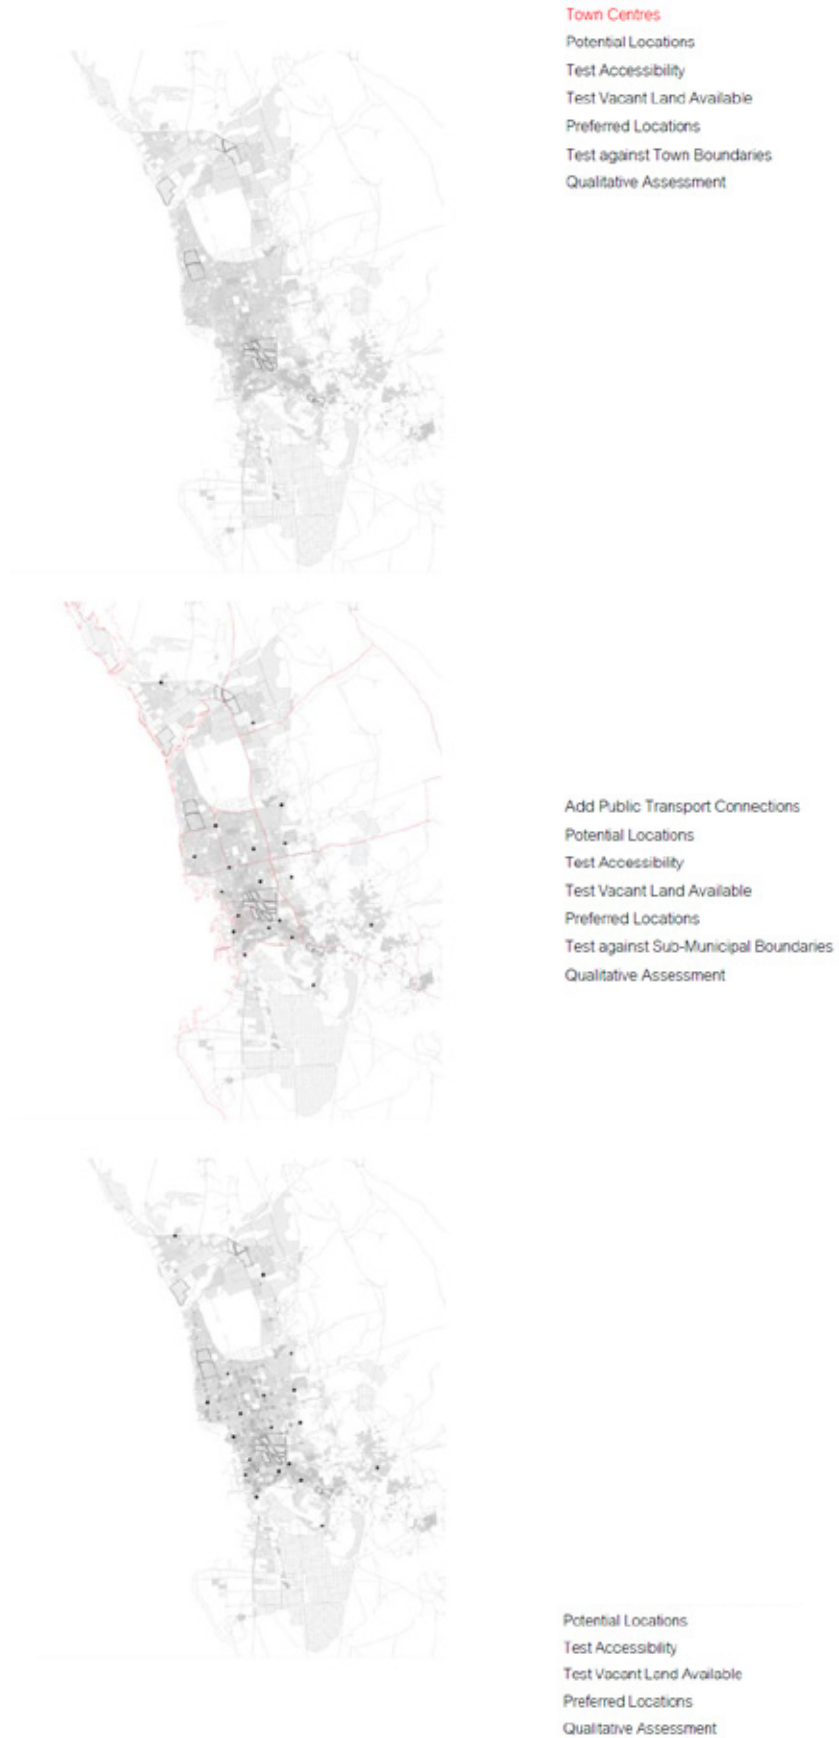 Town Centres
Potential Locations
Test Accessibility
Test Vacant Land Available
Preferred Locations
Test against Town Boundaries
Qualitative Assessment
Add Public Transport Connections
Potential Locations
Test Accessibility
Test Vacant Land Available
Preferred Locations
Test against Sub-Municipal Boundaries
Qualitative Assessment
Potential Locations
Test Accessibility
Test Vacant Land Available
Preferred Locations
Qualitative Assessment